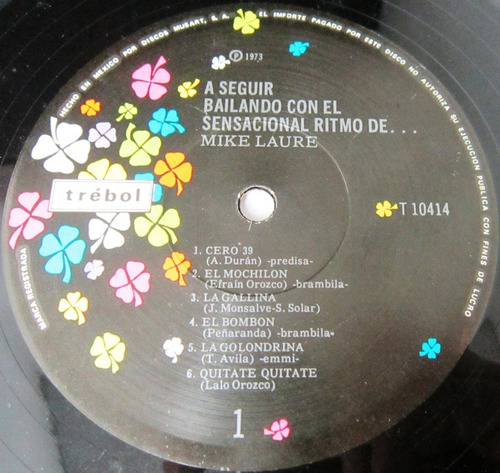 HECHO EN MEXICO POR DISCOS MUSART, S.A. EL IMPORTE PAGADO POR ESTE DISCO NO AUTORIZA SU EJECUCION PUBLICA CON FINES DE LUCRO
℗ 1973
A SEGUIR
BAILANDO CON EL
SENSACIONAL RITMO DE...
MIKE LAURE
trébol
T 10414
MARCA REGISTRADA
1. CERO 39
(A. Durán) -predisa-
2. EL MOCHILON
(Efraín Orozco) -brambila-
3. LA GALLINA
(J. Monsalve-S. Solar)
4. EL BOMBON
(Peñaranda) -brambila-
5. LA GOLONDRINA
(T. Avila) -emmi-
6. QUITATE QUITATE
(Lalo Orozco)
1